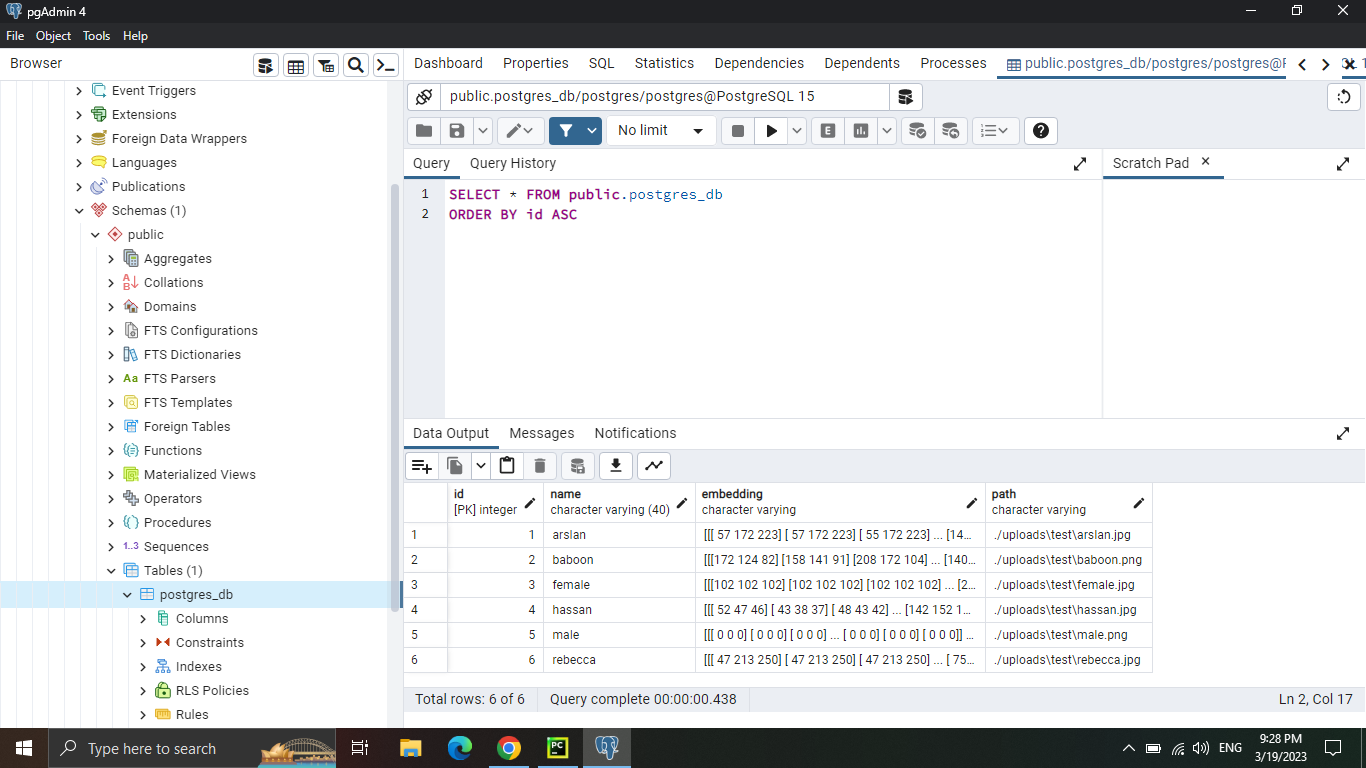 pgAdmin 4
File Object Tools Help
Browser
Dashboard Properties SQL Statistics Dependencies Dependents Processes public.postgres_db/postgres/postgres@P
Event Triggers
Extensions
Foreign Data Wrappers
Languages
Publications
Schemas (1)
public
Aggregates
Collations
Domains
FTS Configurations
FTS Dictionaries
Aa FTS Parsers
FTS Templates
Foreign Tables
Functions
Materialized Views
Operators
Procedures
1..3 Sequences
Tables (1)
postgres_db
Columns
Constraints
Indexes
RLS Policies
Rules
public.postgres_db/postgres/postgres@PostgreSQL 15
No limit
E
Query Query History
Scratch Pad
1 SELECT * FROM public.postgres_db
2 ORDER BY id ASC
Data Output Messages Notifications
id name embedding path
[PK] integer character varying (40) character varying character varying
1 1 arslan [[[ 57 172 223] [ 57 172 223] [ 55 172 223] ... [14... ./uploads\test\arslan.jpg
2 2 baboon [[[172 124 82] [158 141 91] [208 172 104] ... [140... ./uploads\test\baboon.png
3 3 female [[[102 102 102] [102 102 102] [102 102 102] ... [2... ./uploads\test\female.jpg
4 4 hassan [[[ 52 47 46] [ 43 38 37] [ 48 43 42] ... [142 152 1... ./uploads\test\hassan.jpg
5 5 male [[[ 0 0 0] [ 0 0 0] [ 0 0 0] ... [ 0 0 0] [ 0 0 0] [ 0 0 0]] ... ./uploads\test\male.png
6 6 rebecca [[[ 47 213 250] [ 47 213 250] [ 47 213 250] ... [ 75... ./uploads\test\rebecca.jpg
Total rows: 6 of 6 Query complete 00:00:00.438 Ln 2, Col 17
Type here to search
PC
ENG
9:28 PM
3/19/2023